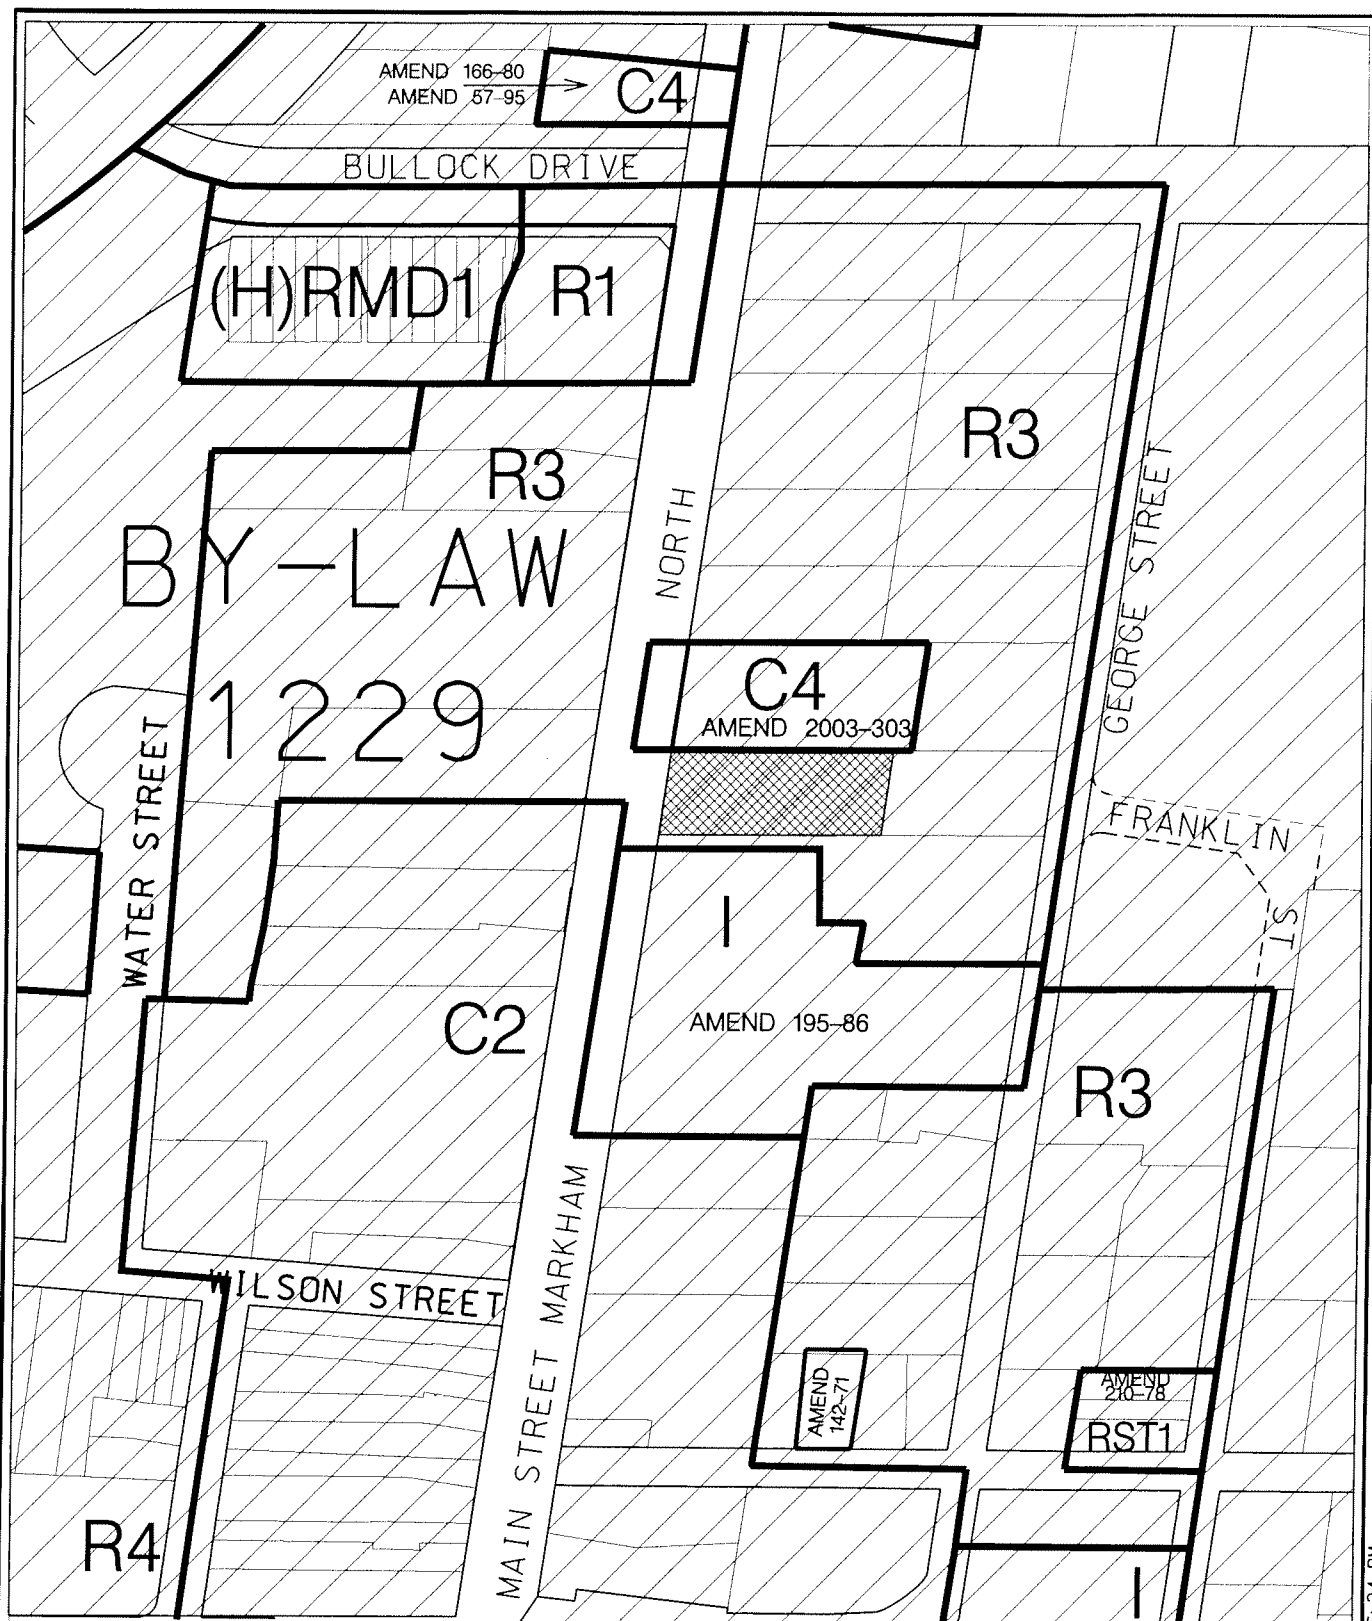 AMEND 166-80
AMEND 57-95
C4
BULLOCK DRIVE
(H)RMD1
R1
R3
R3
NORTH
GEORGE STREET
BY-LAW
1229
C4
AMEND 2003-303
WATER STREET
FRANKLIN
ST
I
AMEND 195-86
C2
R3
WILSON STREET
MAIN STREET MARKHAM
AMEND
142-71
AMEND
210-78
RST1
R4
I